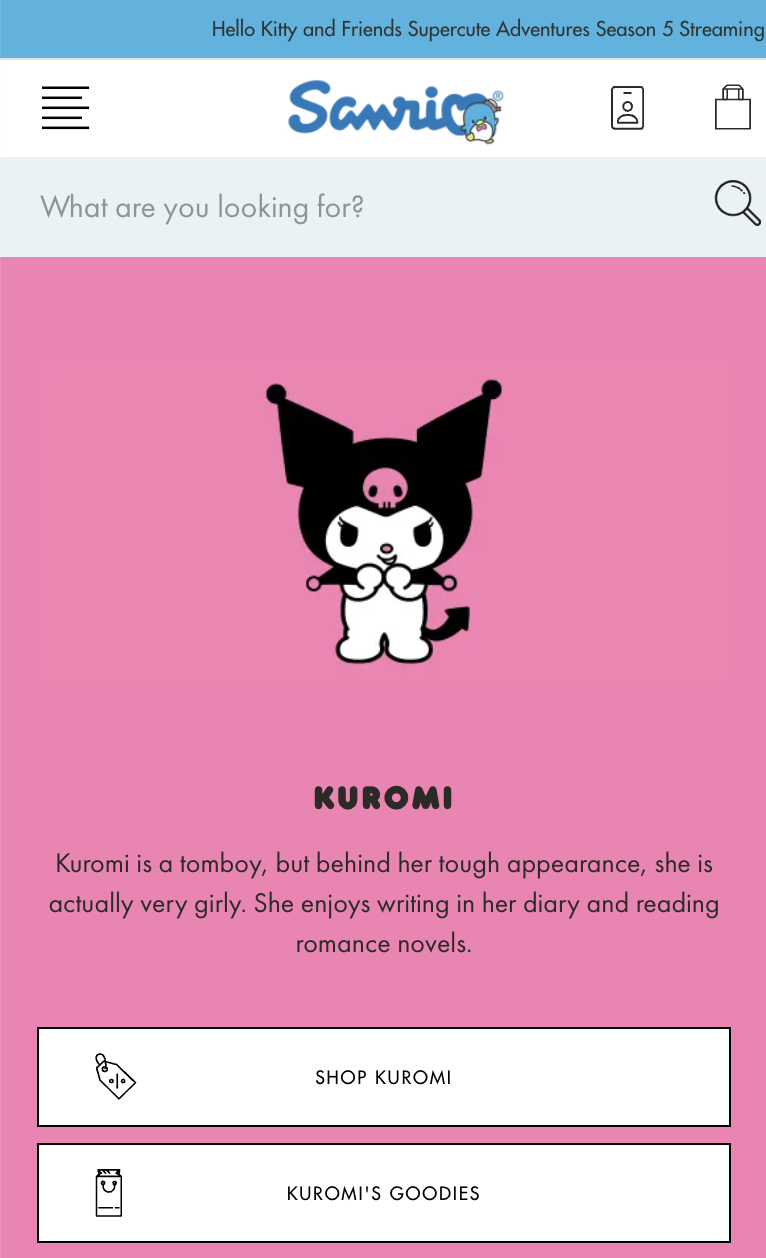 Hello Kitty and Friends Supercute Adventures Season 5 Streaming
Sanrio®
What are you looking for?
KUROMI
Kuromi is a tomboy, but behind her tough appearance, she is
actually very girly. She enjoys writing in her diary and reading
romance novels.
SHOP KUROMI
KUROMI'S GOODIES